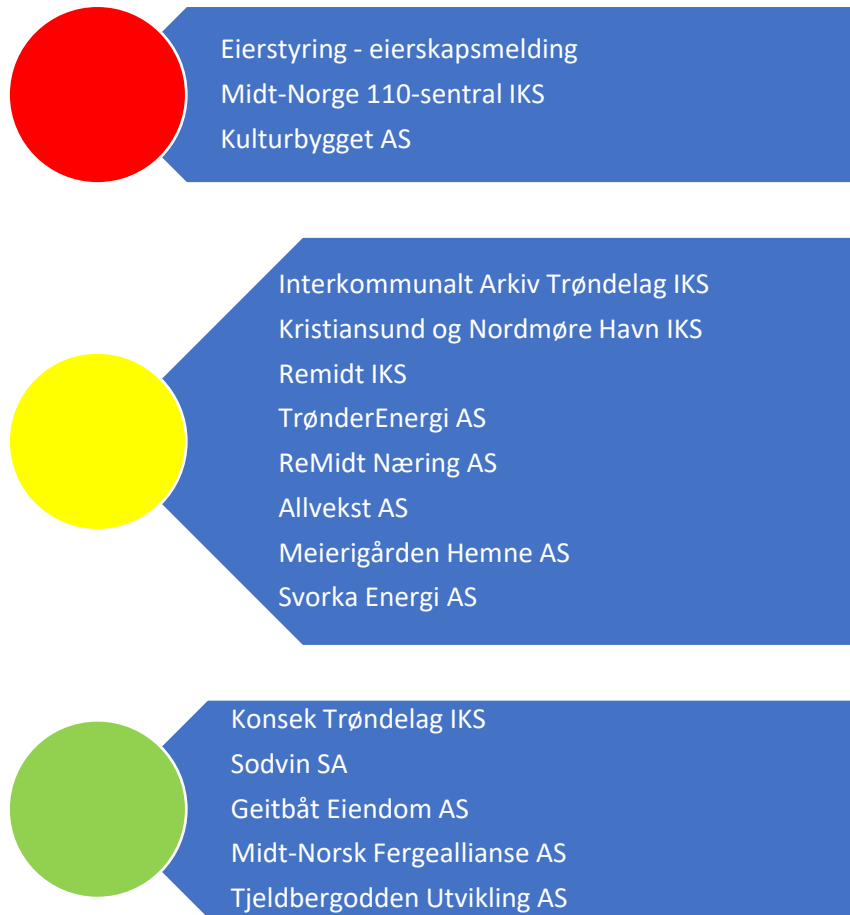 Eierstyring - eierskapsmelding
Midt-Norge 110-sentral IKS
Kulturbygget AS
Interkommunalt Arkiv Trøndelag IKS
Kristiansund og Nordmøre Havn IKS
Remidt IKS
TrønderEnergi AS
ReMidt Næring AS
Allvekst AS
Meierigården Hemne AS
Svorka Energi AS
Konsek Trøndelag IKS
Sodvin SA
Geitbåt Eiendom AS
Midt-Norsk Fergeallianse AS
Tjeldbergodden Utvikling AS